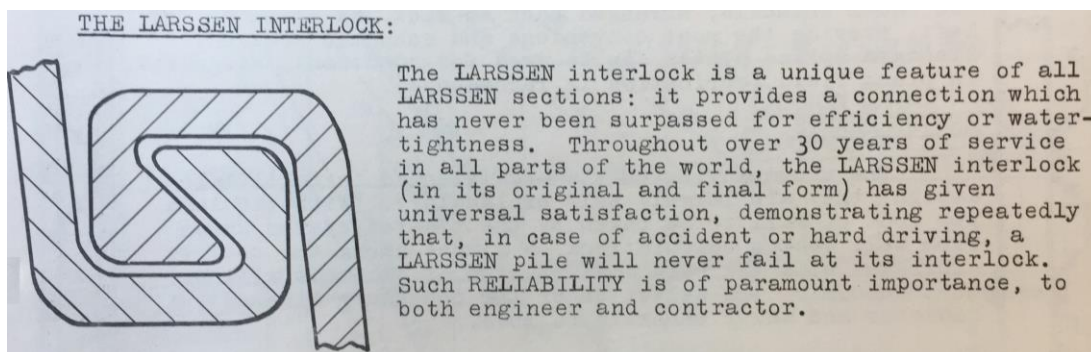 THE LARSSEN INTERLOCK:
The LARSSEN interlock is a unique feature of all
LARSSEN sections: it provides a connection which
has never been surpassed for efficiency or water-
tightness. Throughout over 30 years of service
in all parts of the world, the LARSSEN interlock
(in its original and final form) has given
universal satisfaction, demonstrating repeatedly
that, in case of accident or hard driving, a
LARSSEN pile will never fail at its interlock.
Such RELIABILITY is of paramount importance, to
both engineer and contractor.